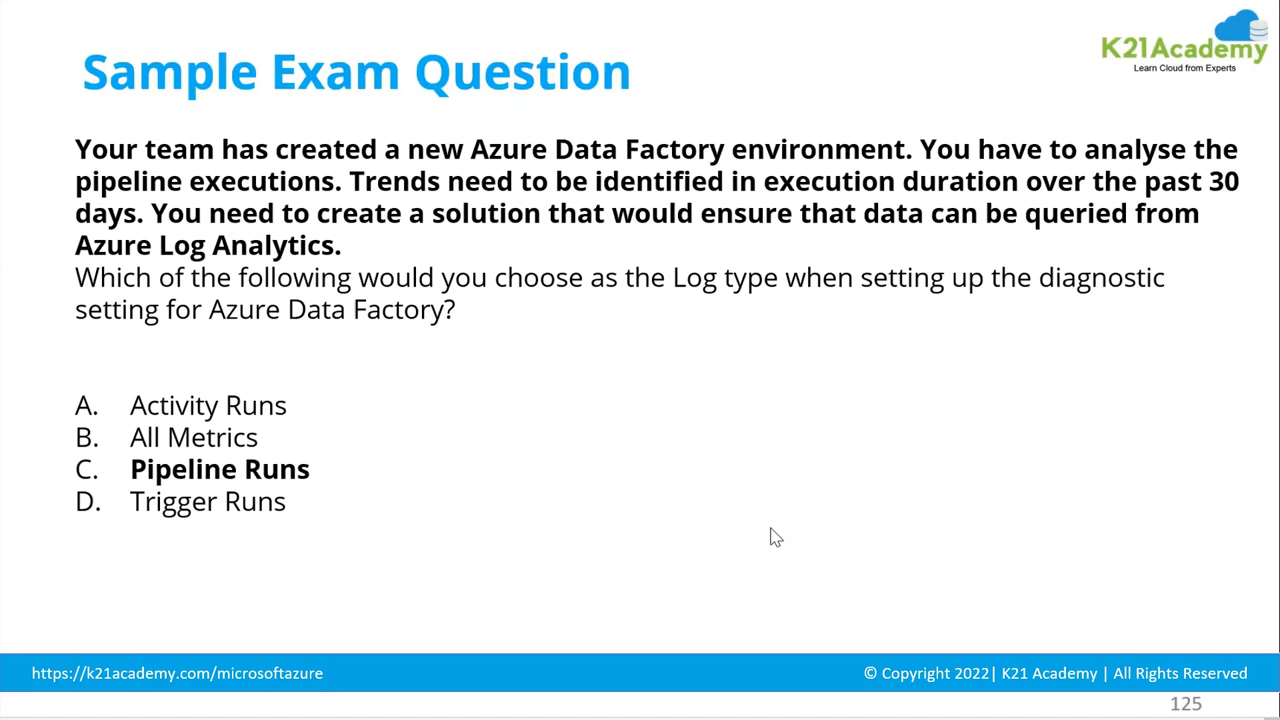 K21Academy
Learn Cloud from Experts
Sample Exam Question
Your team has created a new Azure Data Factory environment. You have to analyse the
pipeline executions. Trends need to be identified in execution duration over the past 30
days. You need to create a solution that would ensure that data can be queried from
Azure Log Analytics.
Which of the following would you choose as the Log type when setting up the diagnostic
setting for Azure Data Factory?
A. Activity Runs
B. All Metrics
C. Pipeline Runs
D. Trigger Runs
https://k21academy.com/microsoftazure
© Copyright 2022| K21 Academy | All Rights Reserved
125